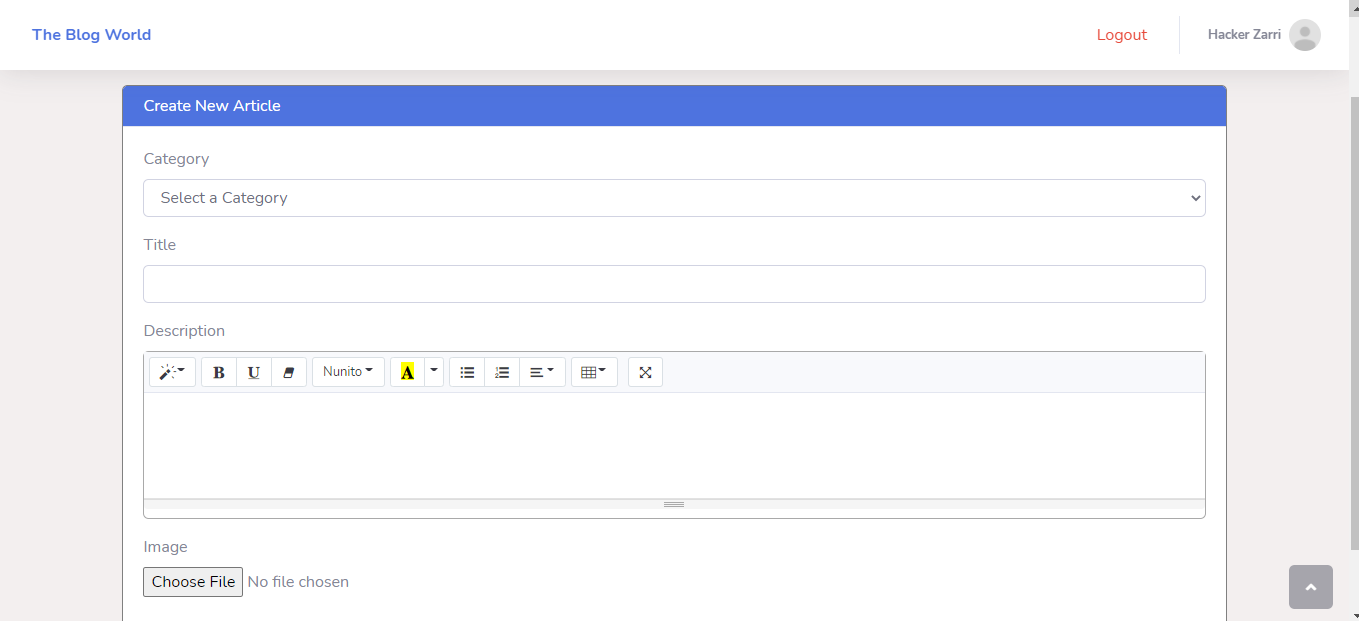 The Blog World
Logout
Hacker Zarri
Create New Article
Category
Select a Category
Title
Description
B U Nunito A
Image
Choose File No file chosen